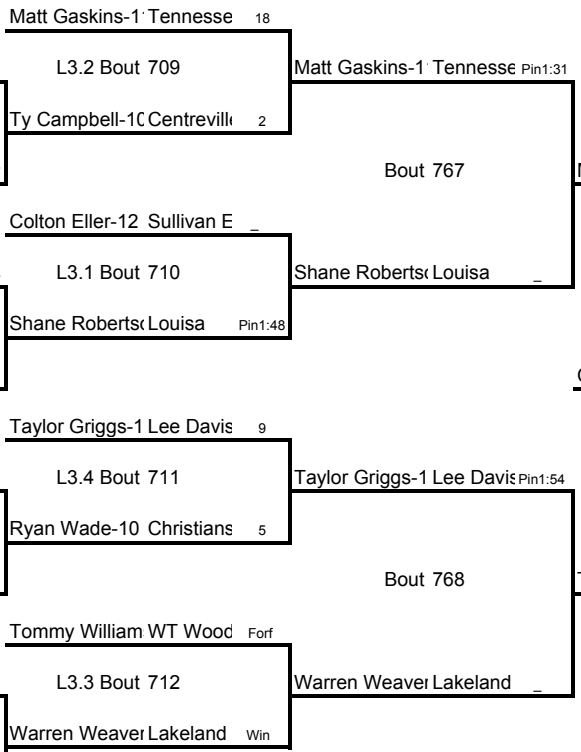 Matt Gaskins-1 Tennesse 18
L3.2 Bout 709 Matt Gaskins-1 Tennesse Pin1:31
Ty Campbell-10 Centreville 2
Bout 767
Colton Eller-12 Sullivan E _
L3.1 Bout 710 Shane Roberts Louisa _
Shane Roberts Louisa Pin1:48
Taylor Griggs-1 Lee Davis 9
L3.4 Bout 711 Taylor Griggs-1 Lee Davis Pin1:54
Ryan Wade-10 Christians 5
Bout 768
Tommy William WT Wood Forf
L3.3 Bout 712 Warren Weaver Lakeland _
Warren Weaver Lakeland Win